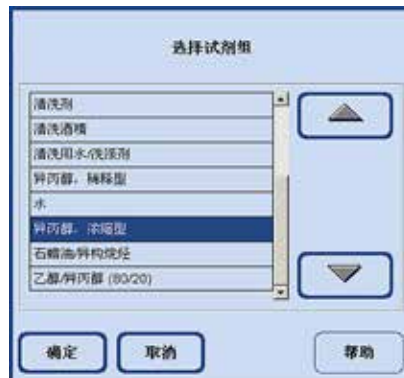 选择试剂组
清洗剂
清洗酒精
清洗用水/洗涤剂
异丙醇，稀释型
水
异丙醇，浓缩型
石蜡油/异构烷烃
乙醇/异丙醇 (80/20)
确定
取消
帮助